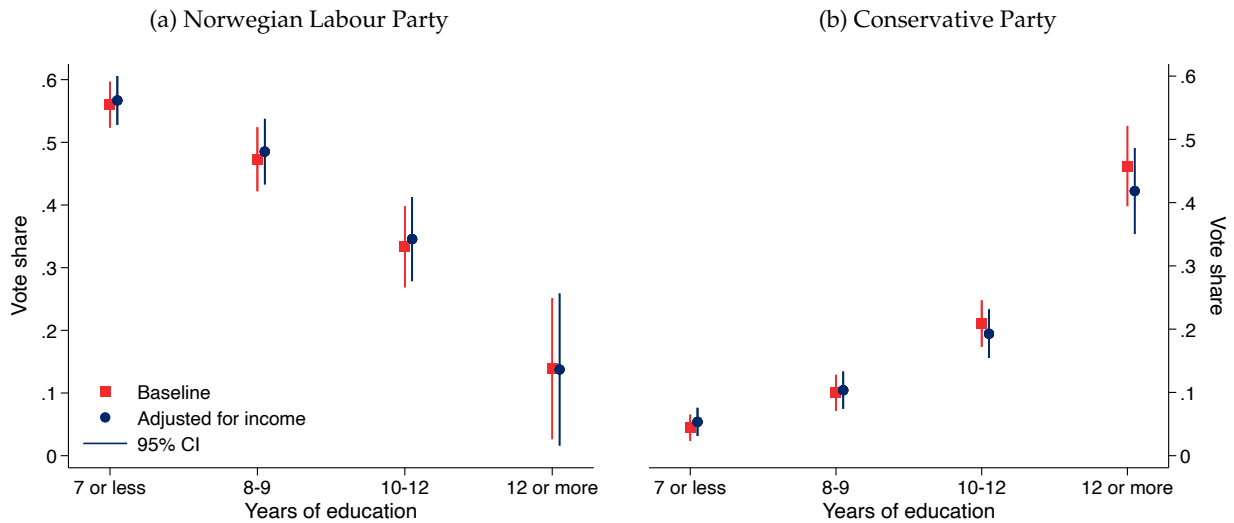 (a) Norwegian Labour Party
.6
.5
.4
.3
.2
.1
0
Vote share
Baseline
Adjusted for income
95% CI
7 or less 8-9 10-12 12 or more
Years of education
(b) Conservative Party
.6
.5
.4
.3
.2
.1
0
Vote share
7 or less 8-9 10-12 12 or more
Years of education